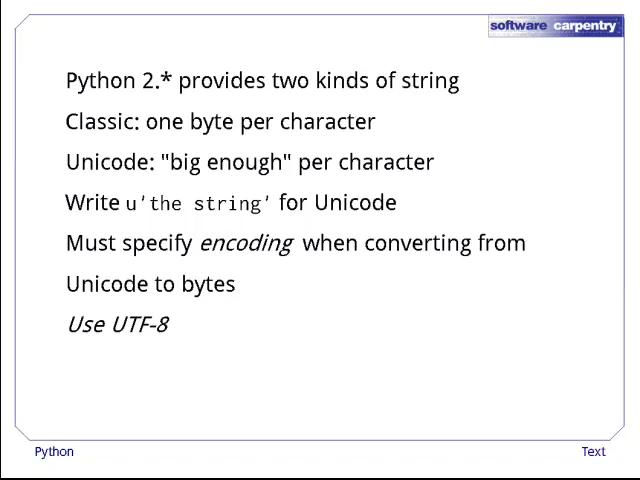 software carpentry
Python 2.* provides two kinds of string
Classic: one byte per character
Unicode: "big enough" per character
Write u'the string' for Unicode
Must specify encoding when converting from
Unicode to bytes
Use UTF-8
Python
Text